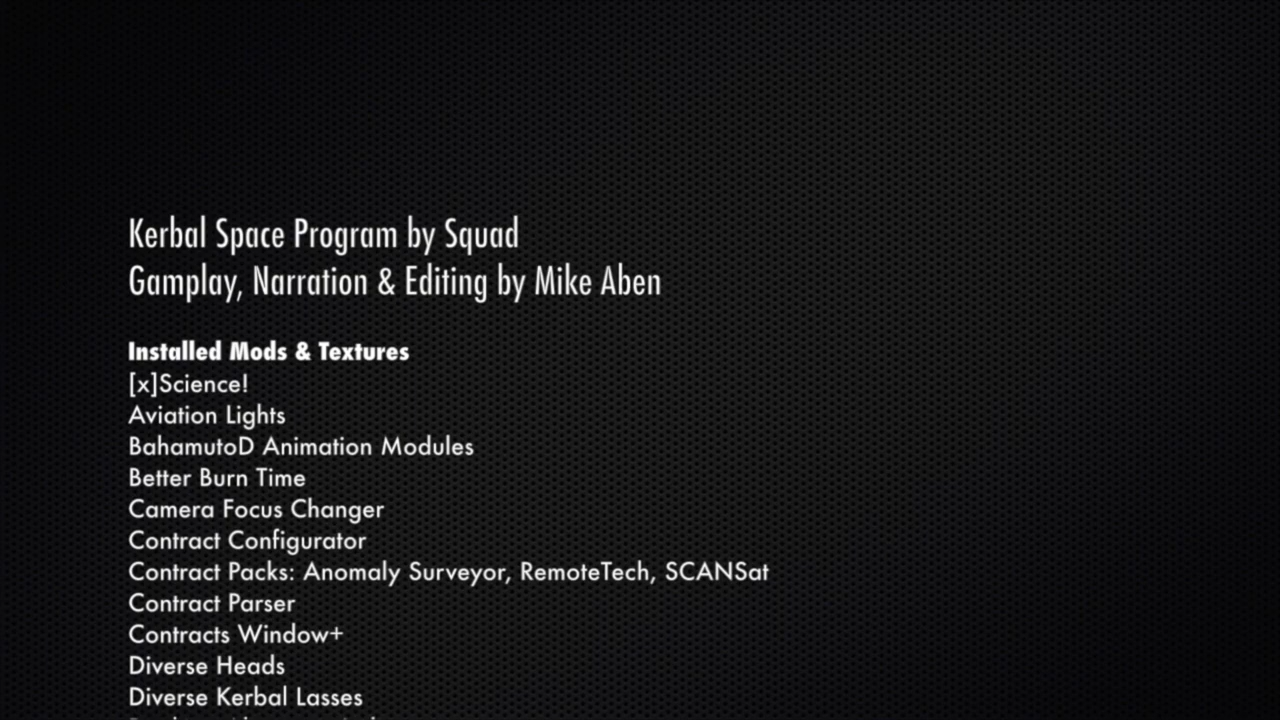 Kerbal Space Program by Squad
Gamplay, Narration & Editing by Mike Aben
Installed Mods & Textures
[x]Science!
Aviation Lights
BahamutoD Animation Modules
Better Burn Time
Camera Focus Changer
Contract Configurator
Contract Packs: Anomaly Surveyor, RemoteTech, SCANSat
Contract Parser
Contracts Window+
Diverse Heads
Diverse Kerbal Lasses